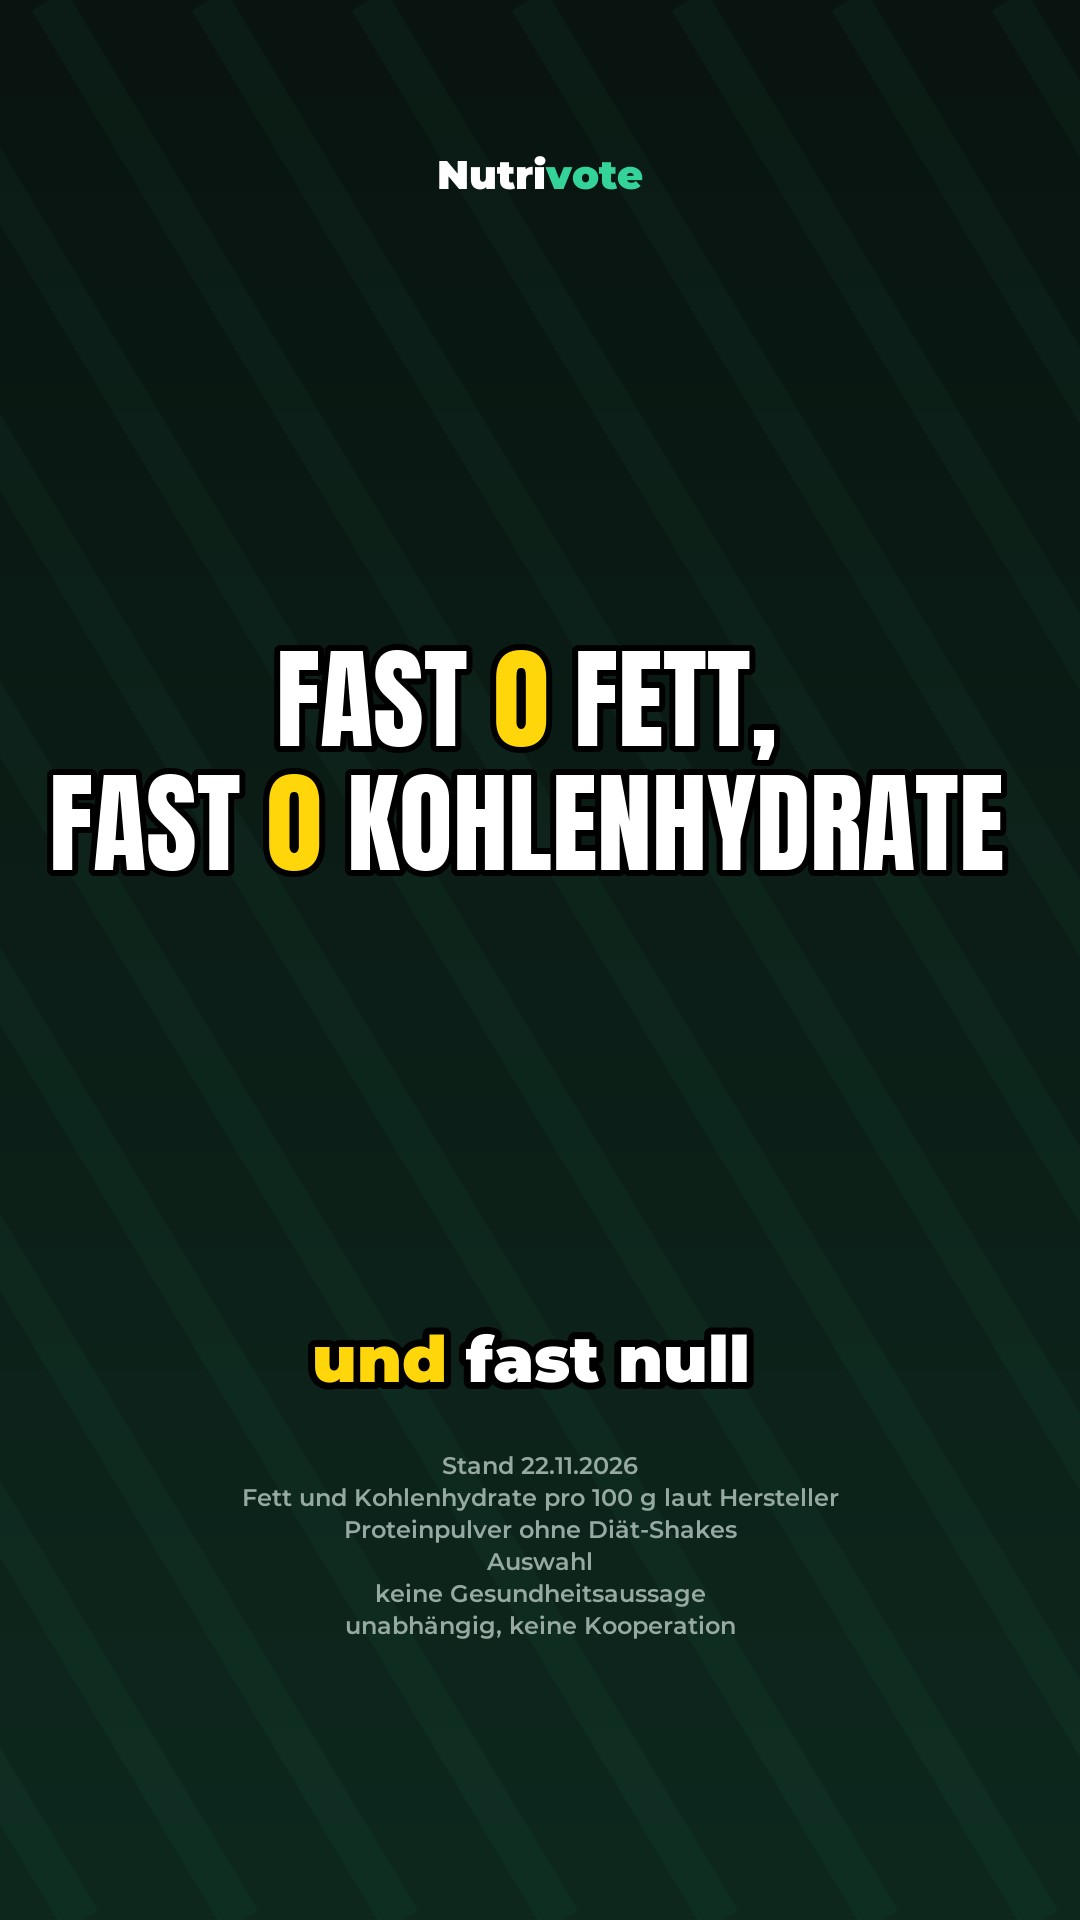 Nutrivote
FAST 0 FETT,
FAST 0 KOHLENHYDRATE
und fast null
Stand 22.11.2026
Fett und Kohlenhydrate pro 100 g laut Hersteller
Proteinpulver ohne Diät-Shakes
Auswahl
keine Gesundheitsaussage
unabhängig, keine Kooperation